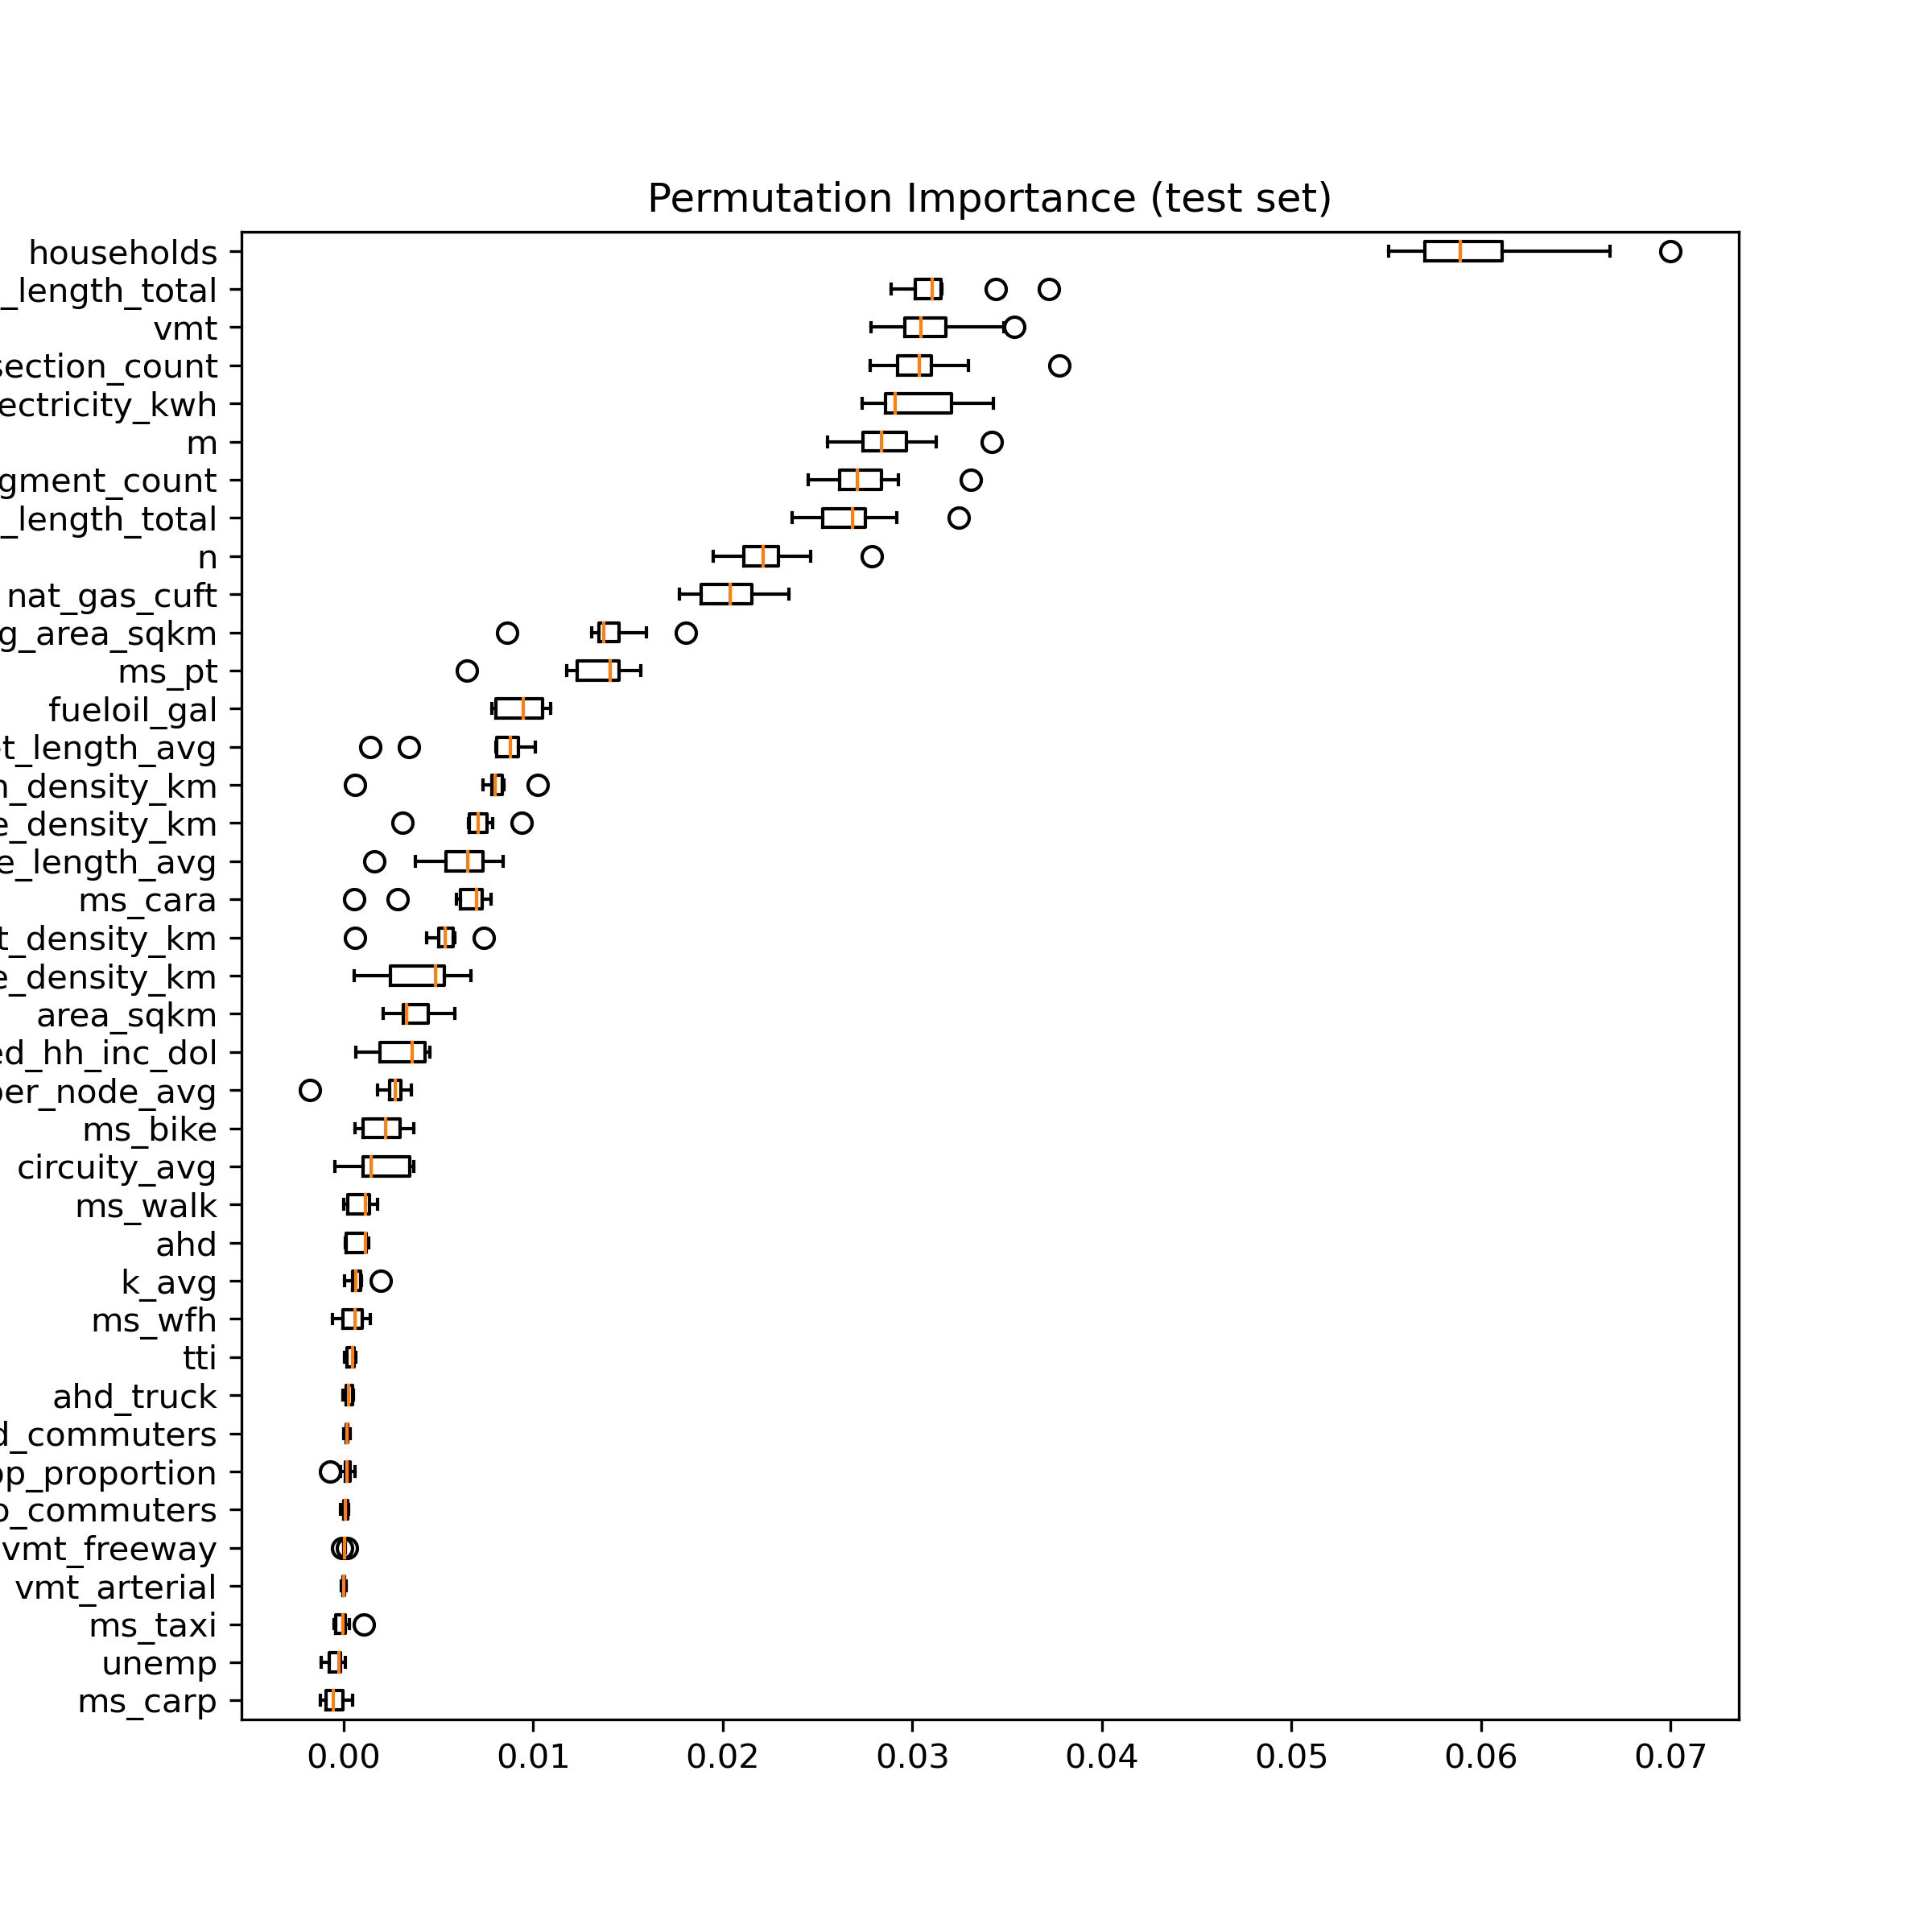 Permutation Importance (test set)
households
_length_total
vmt
section_count
ectricity_kwh
m
gment_count
_length_total
n
nat_gas_cuft
g_area_sqkm
ms_pt
fueloil_gal
et_length_avg
n_density_km
e_density_km
e_length_avg
ms_cara
t_density_km
e_density_km
area_sqkm
ed_hh_inc_dol
per_node_avg
ms_bike
circuity_avg
ms_walk
ahd
k_avg
ms_wfh
tti
ahd_truck
d_commuters
op_proportion
p_commuters
vmt_freeway
vmt_arterial
ms_taxi
unemp
ms_carp
0.00 0.01 0.02 0.03 0.04 0.05 0.06 0.07